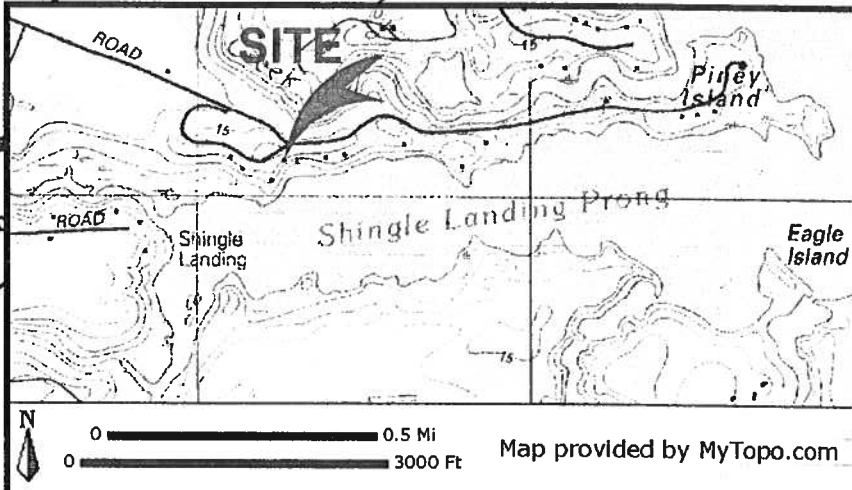 ROAD
SITE
15
15
Piney
Island
ROAD
Shingle
Landing
Shingle Landing Prong
Eagle
Island
15
N
0 0.5 Mi
0 3000 Ft
Map provided by MyTopo.com